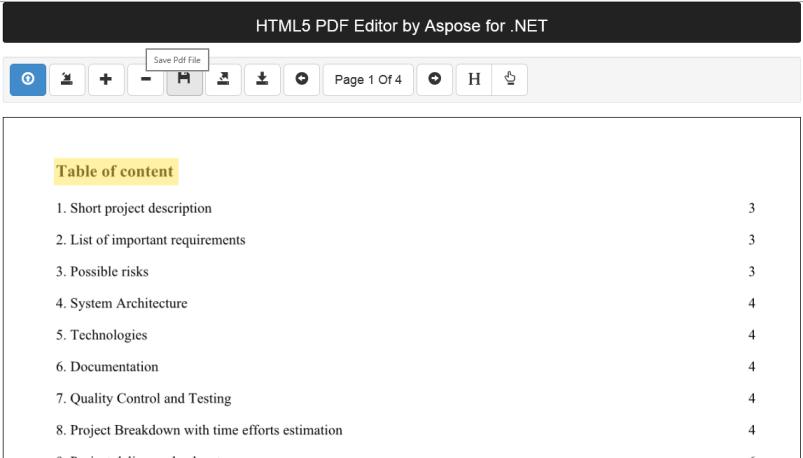 HTML5 PDF Editor by Aspose for .NET
Save Pdf File
Page 1 Of 4
H
Table of content
1. Short project description 3
2. List of important requirements 3
3. Possible risks 3
4. System Architecture 4
5. Technologies 4
6. Documentation 4
7. Quality Control and Testing 4
8. Project Breakdown with time efforts estimation 4